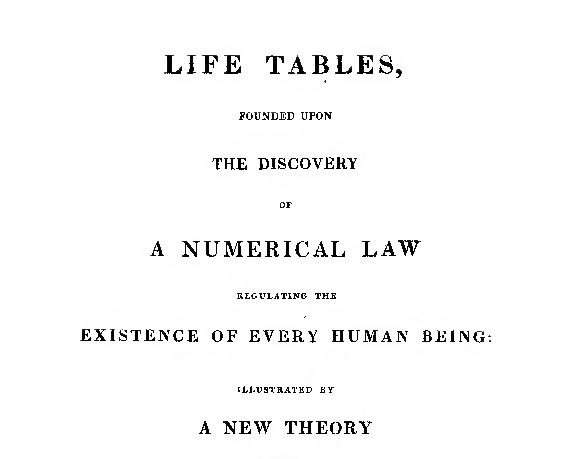 LIFE TABLES,
FOUNDED UPON
THE DISCOVERY
OF
A NUMERICAL LAW
REGULATING THE
EXISTENCE OF EVERY HUMAN BEING:
ILLUSTRATED BY
A NEW THEORY